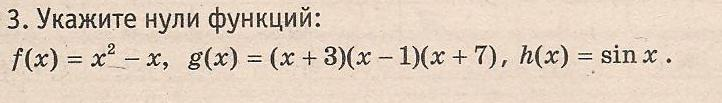 3. Укажите нули функций:
f(x) = x² − x, g(x) = (x + 3)(x − 1)(x + 7), h(x) = sin x .